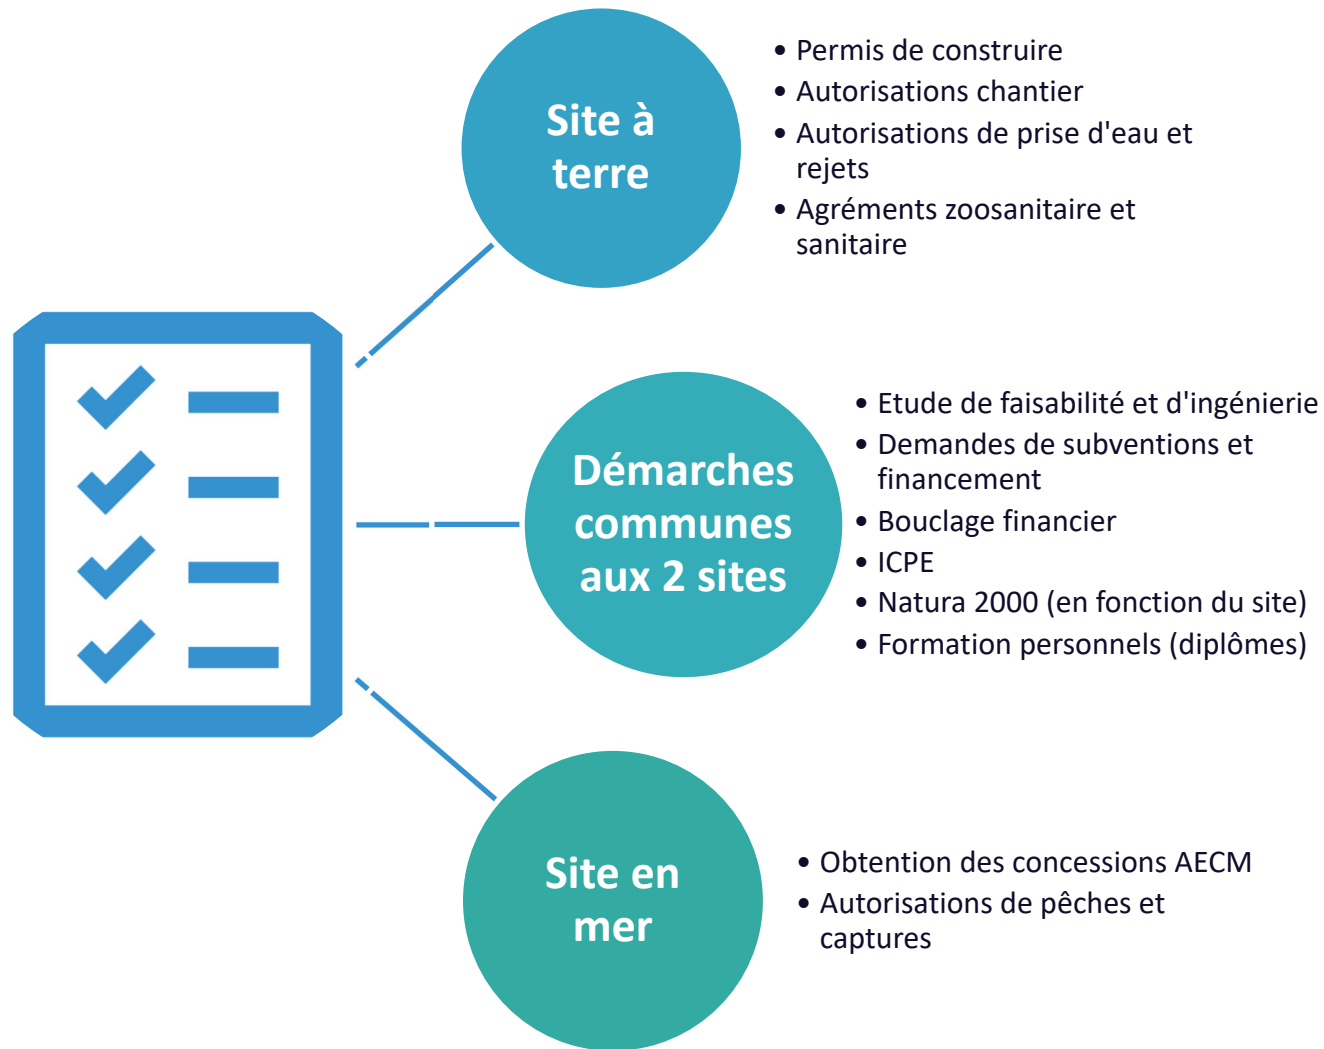 Site à
terre
• Permis de construire
• Autorisations chantier
• Autorisations de prise d'eau et
rejets
• Agréments zoosanitaire et
sanitaire
Démarches
communes
aux 2 sites
• Etude de faisabilité et d'ingénierie
• Demandes de subventions et
financement
• Bouclage financier
• ICPE
• Natura 2000 (en fonction du site)
• Formation personnels (diplômes)
Site en
mer
• Obtention des concessions AECM
• Autorisations de pêches et
captures